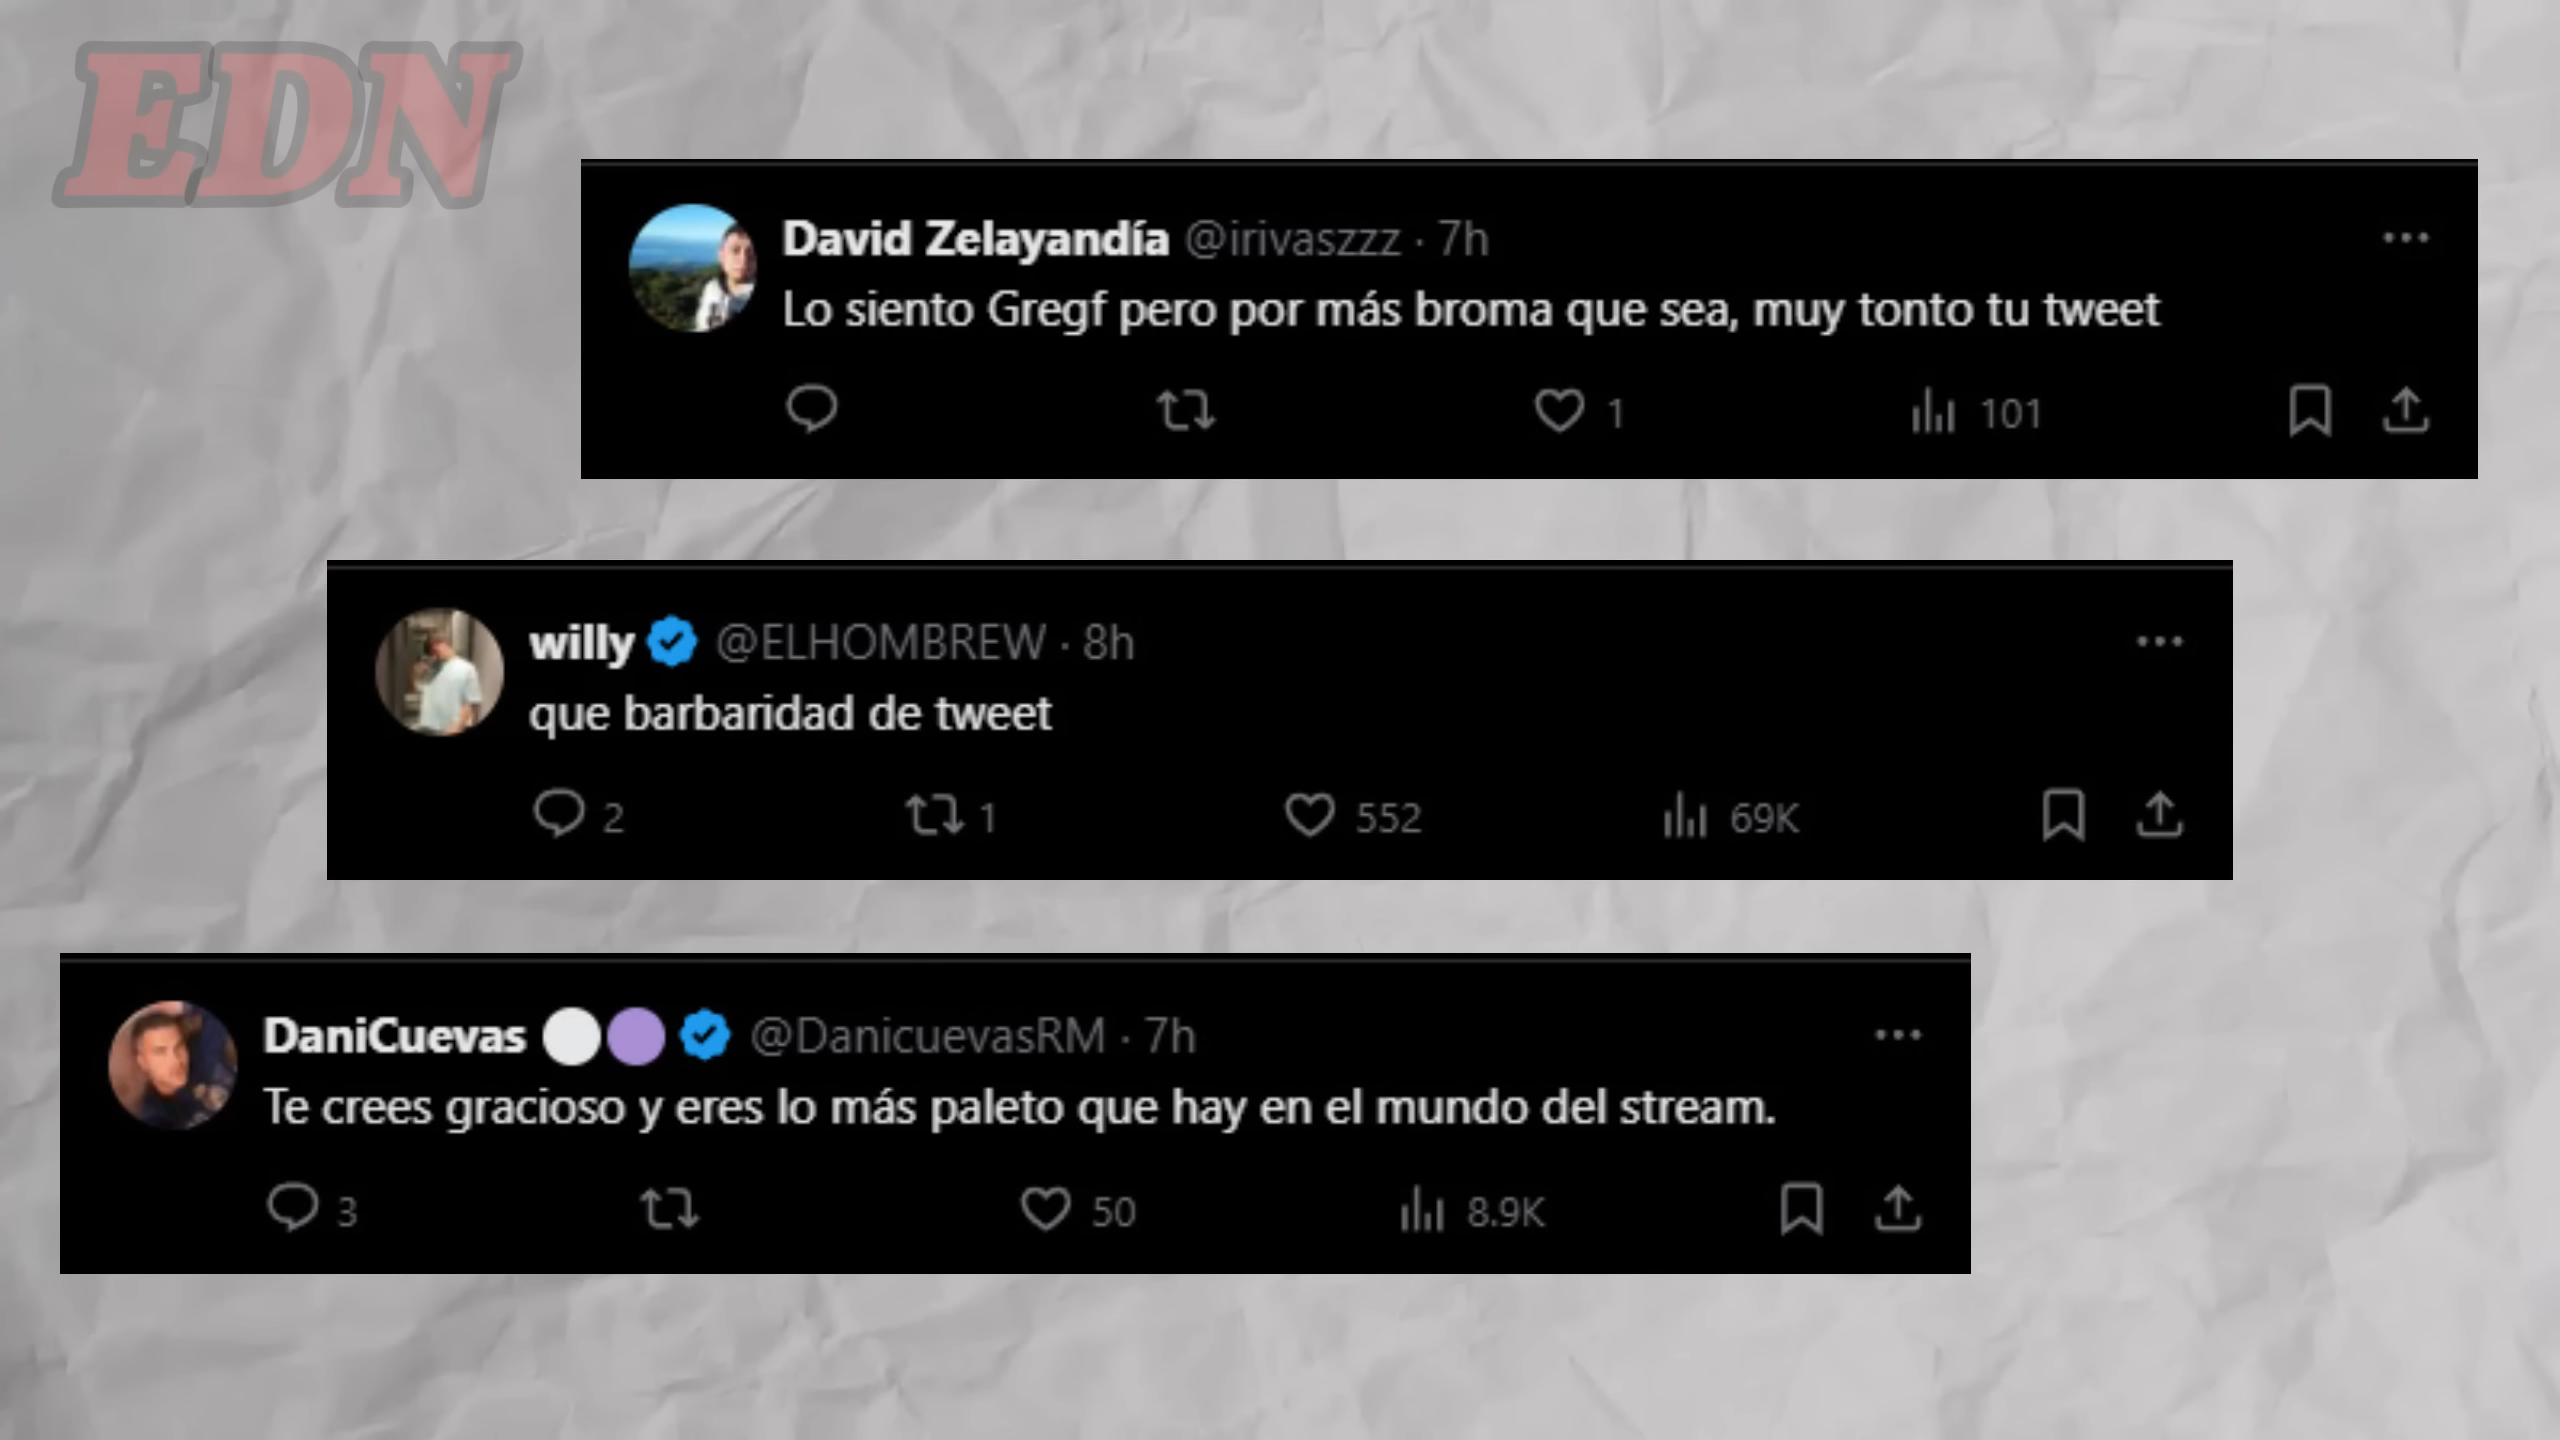 EDN
David Zelayandía @irivaszzz · 7h
Lo siento Gregf pero por más broma que sea, muy tonto tu tweet
1 101
willy @ELHOMBREW · 8h
que barbaridad de tweet
2 1 552 69K
DaniCuevas @DanicuevasRM · 7h
Te crees gracioso y eres lo más paleto que hay en el mundo del stream.
3 50 8.9K